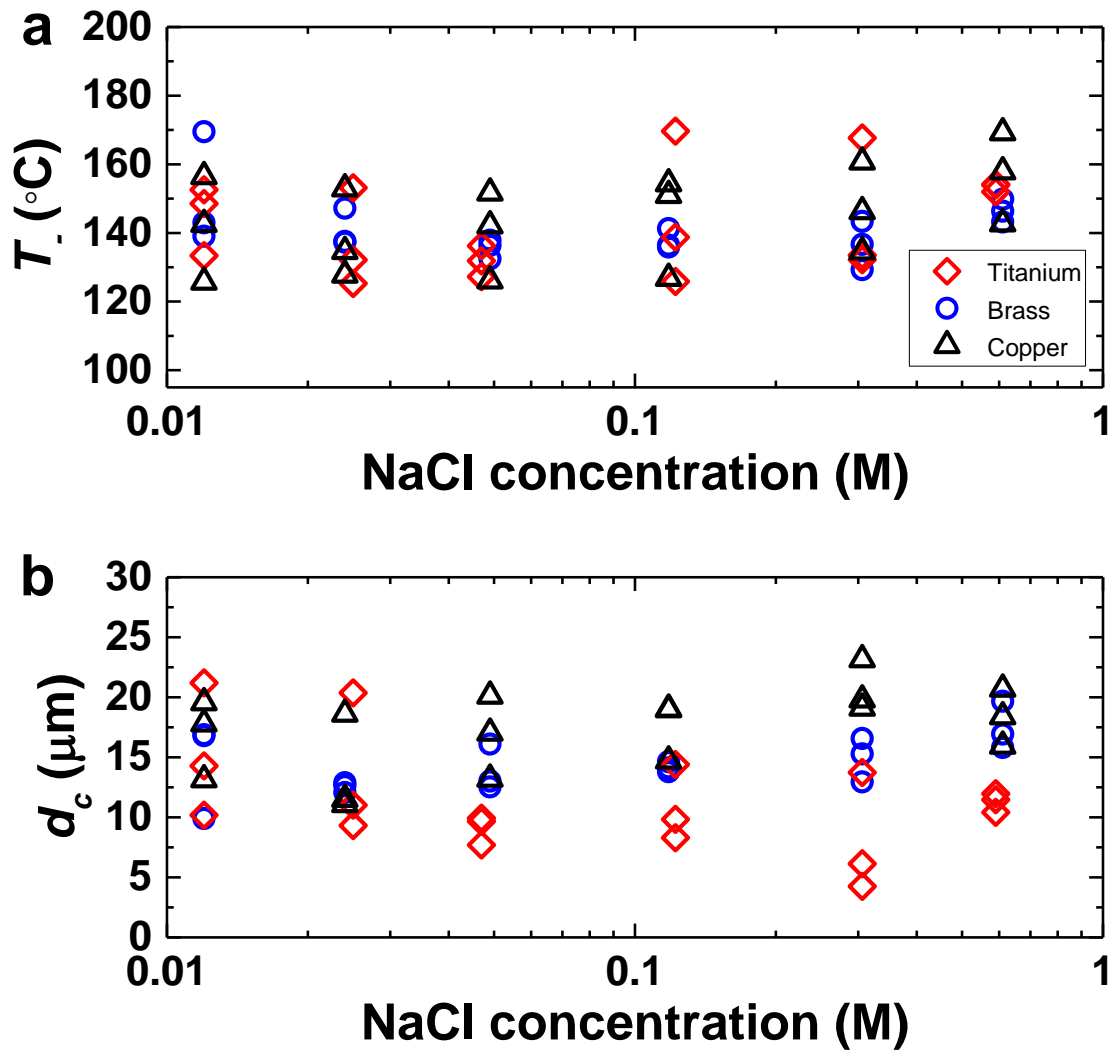 a
T₋ (°C)
200
180
160
140
120
100
0.01
0.1
1
NaCl concentration (M)
Titanium
Brass
Copper
b
d_c (μm)
30
25
20
15
10
5
0
0.01
0.1
1
NaCl concentration (M)